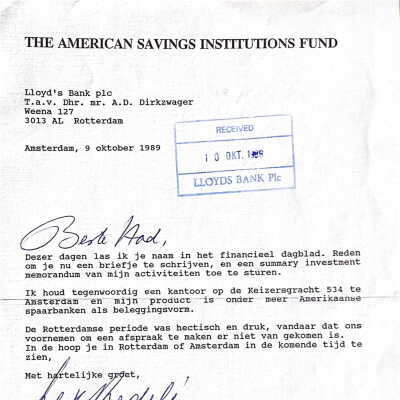 THE AMERICAN SAVINGS INSTITUTIONS FUND
Lloyd's Bank plc
T.a.v. Dhr. mr. A.D. Dirkzwager
Weena 127
3013 AL Rotterdam
RECEIVED
10 OKT. 1989
LLOYDS BANK Plc
Amsterdam, 9 oktober 1989
Beste Aad,
Dezer dagen las ik je naam in het financieel dagblad. Reden
om je nu een briefje te schrijven, en een summary investment
memorandum van mijn activiteiten toe te sturen.
Ik houd tegenwoordig een kantoor op de Keizersgracht 534 te
Amsterdam en mijn product is onder meer Amerikaanse
spaarbanken als beleggingsvorm.
De Rotterdamse periode was hectisch en druk, vandaar dat ons
voornemen om een afspraak te maken er niet van gekomen is.
In de hoop je in Rotterdam of Amsterdam in de komende tijd te
zien,
Met hartelijke groet,